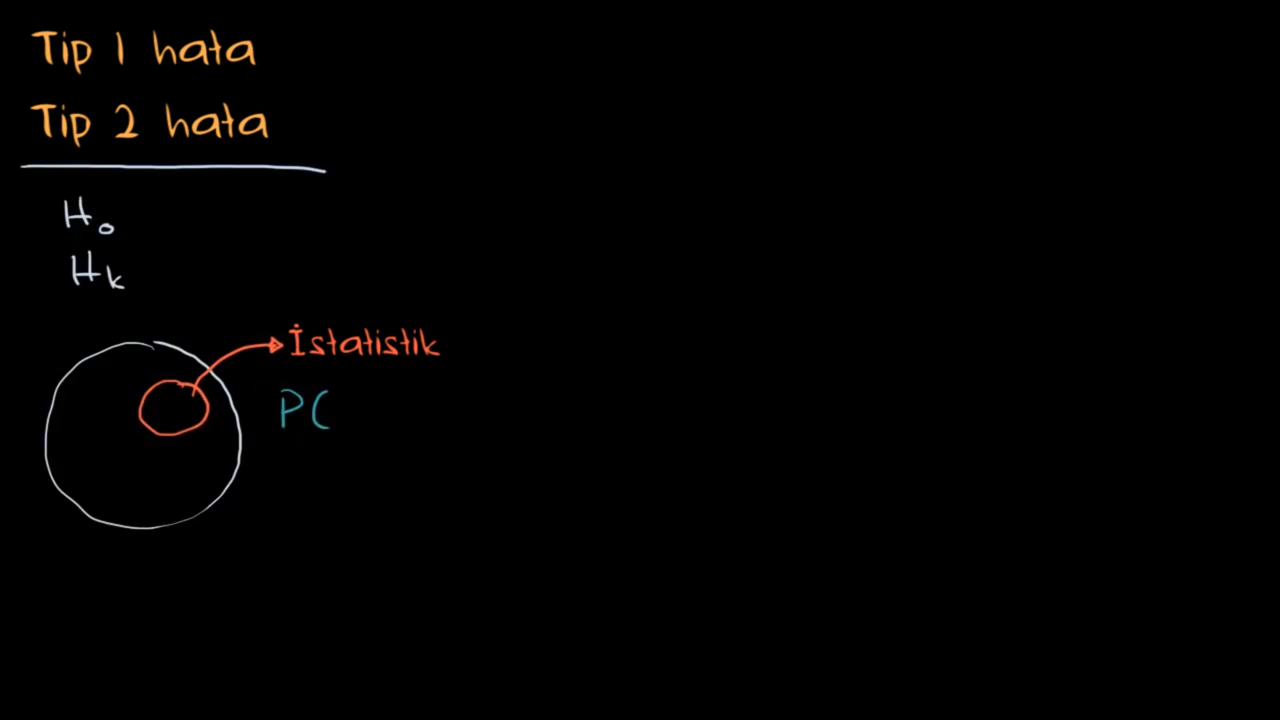 Tip 1 hata
Tip 2 hata
H₀
Hₖ
İstatistik
P(